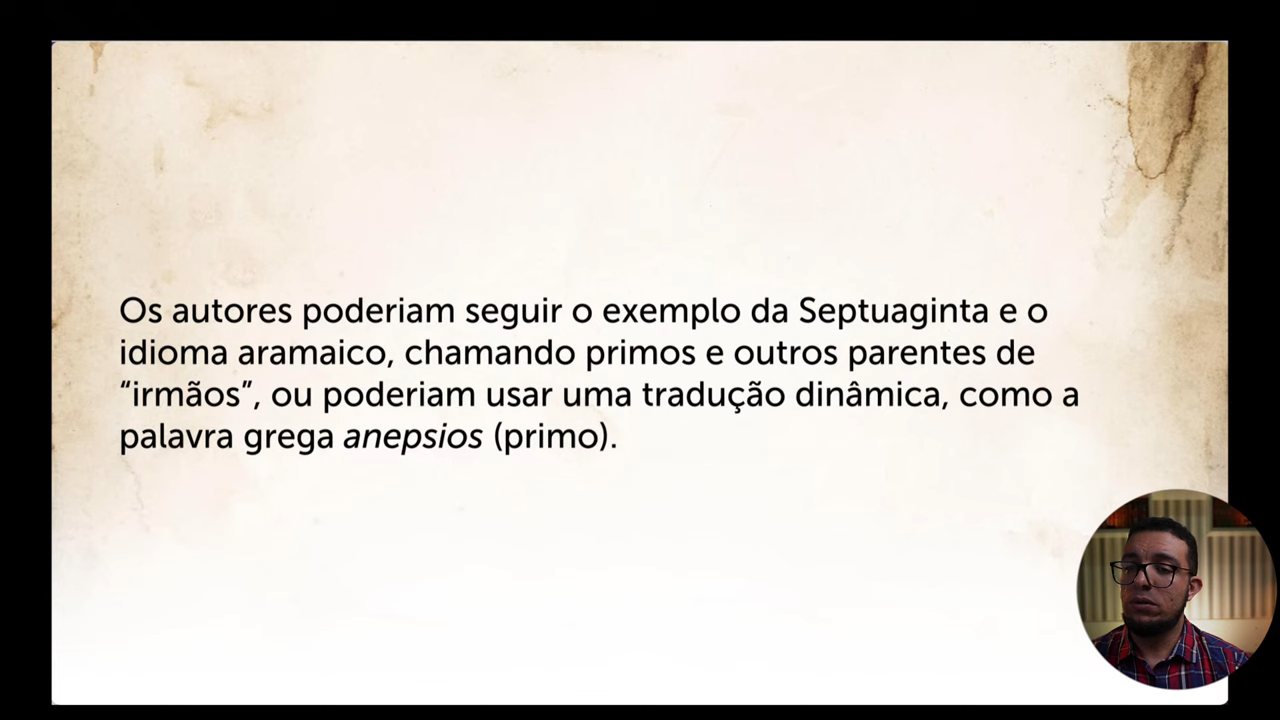 Os autores poderiam seguir o exemplo da Septuaginta e o
idioma aramaico, chamando primos e outros parentes de
“irmãos”, ou poderiam usar uma tradução dinâmica, como a
palavra grega anepsios (primo).